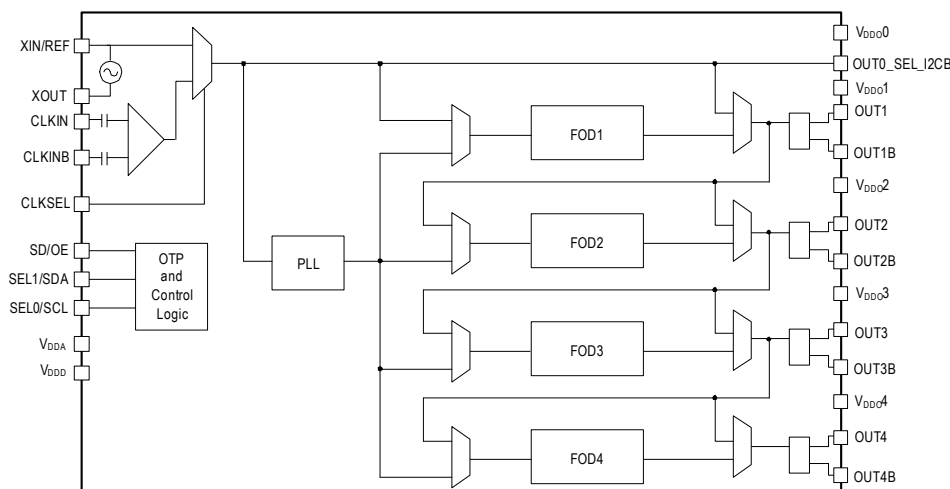 XIN/REF
XOUT
CLKIN
CLKINB
CLKSEL
SD/OE
SEL1/SDA
SEL0/SCL
VDDA
VDDD
OTP
and
Control
Logic
PLL
FOD1
FOD2
FOD3
FOD4
VDDO0
OUT0_SEL_I2CB
VDDO1
OUT1
OUT1B
VDDO2
OUT2
OUT2B
VDDO3
OUT3
OUT3B
VDDO4
OUT4
OUT4B